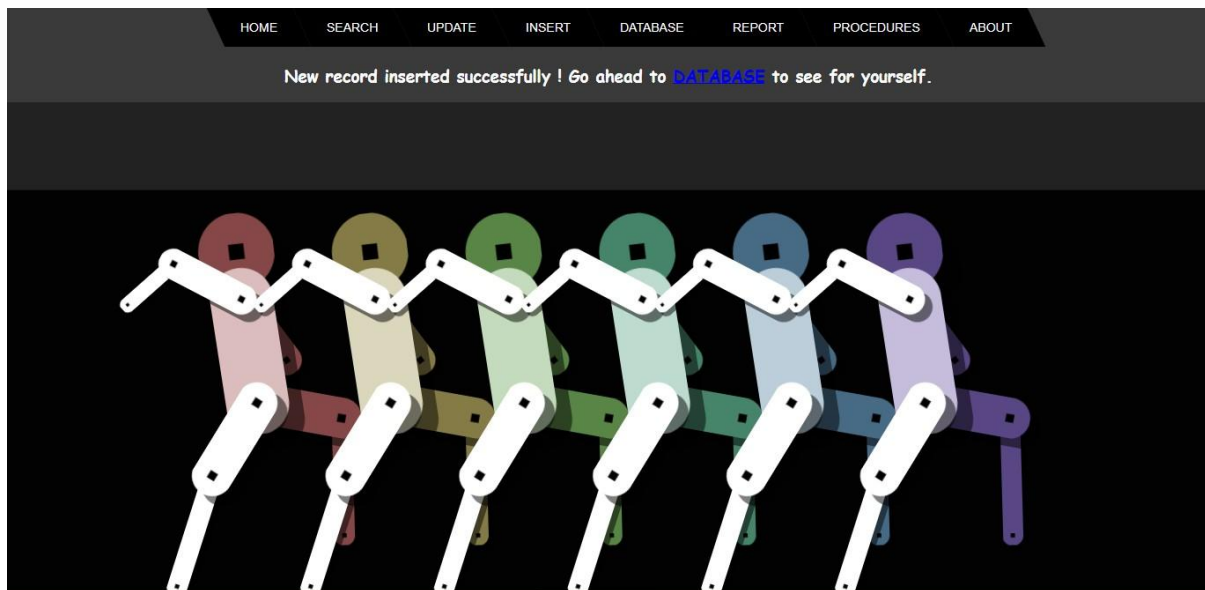 HOME SEARCH UPDATE INSERT DATABASE REPORT PROCEDURES ABOUT
New record inserted successfully ! Go ahead to DATABASE to see for yourself.